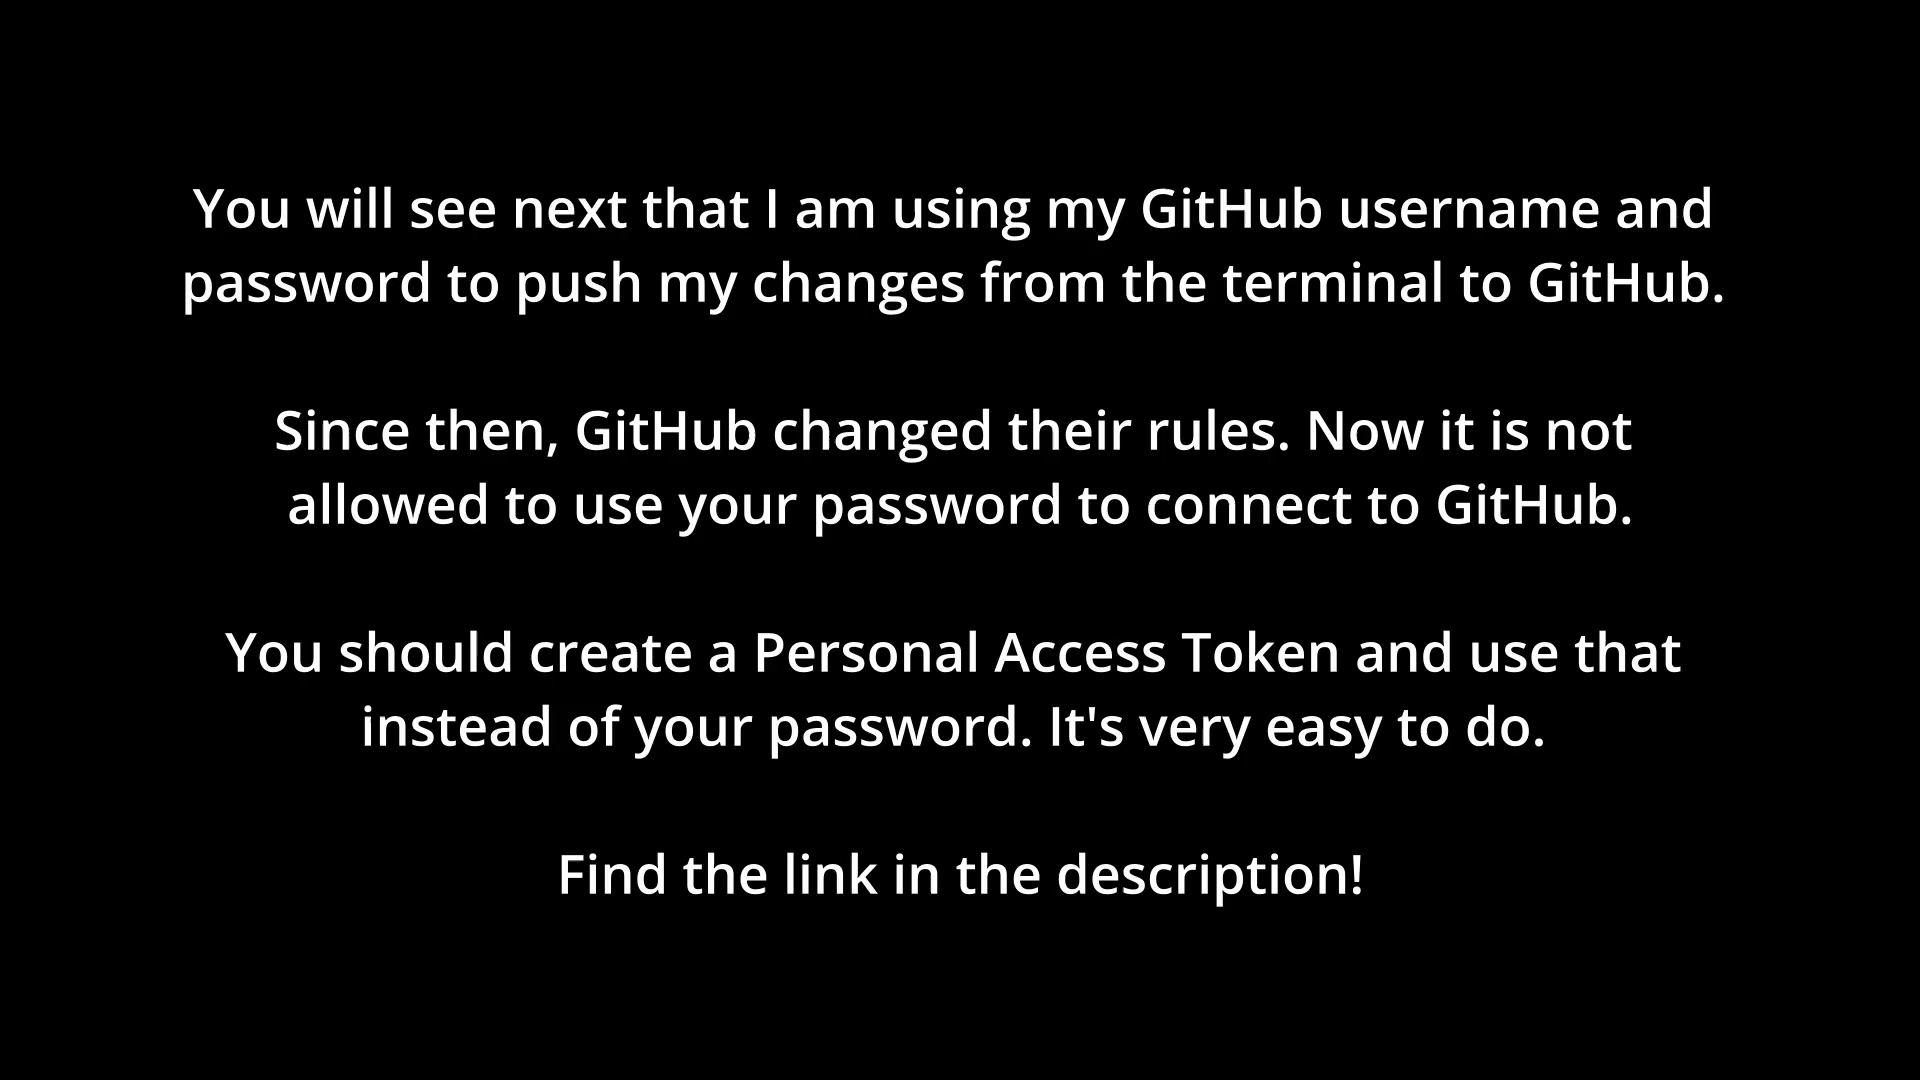 You will see next that I am using my GitHub username and
password to push my changes from the terminal to GitHub.
Since then, GitHub changed their rules. Now it is not
allowed to use your password to connect to GitHub.
You should create a Personal Access Token and use that
instead of your password. It's very easy to do.
Find the link in the description!